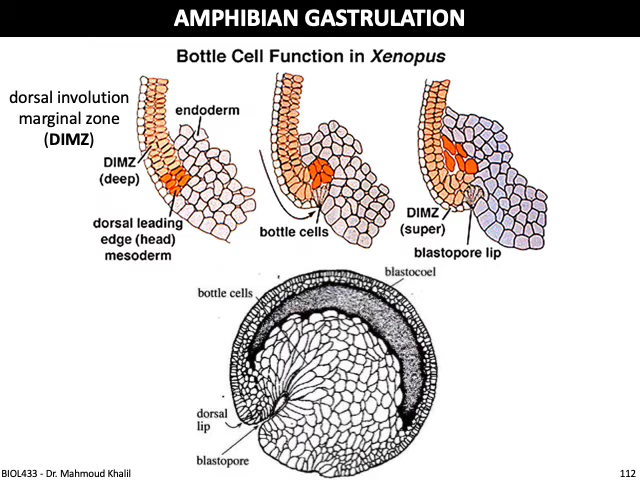 AMPHIBIAN GASTRULATION
Bottle Cell Function in Xenopus
dorsal involution
marginal zone
(DIMZ)
endoderm
DIMZ
(deep)
dorsal leading
edge (head)
mesoderm
bottle cells
DIMZ
(super)
blastopore lip
blastocoel
bottle cells
dorsal
lip
blastopore
BIOL433 - Dr. Mahmoud Khalil
112